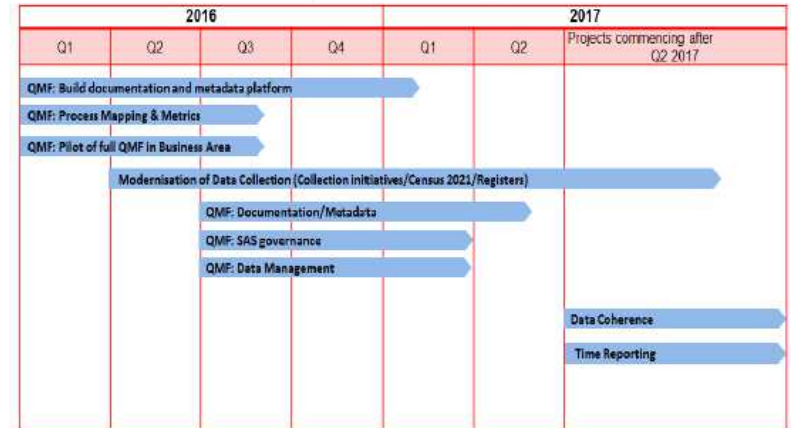 2016 2017
Q1 Q2 Q3 Q4 Q1 Q2 Projects commencing after
Q2 2017
QMF: Build documentation and metadata platform
QMF: Process Mapping & Metrics
QMF: Pilot of full QMF in Business Area
Modernisation of Data Collection (Collection initiatives/Census 2021/Registers)
QMF: Documentation/Metadata
QMF: SAS governance
QMF: Data Management
Data Coherence
Time Reporting